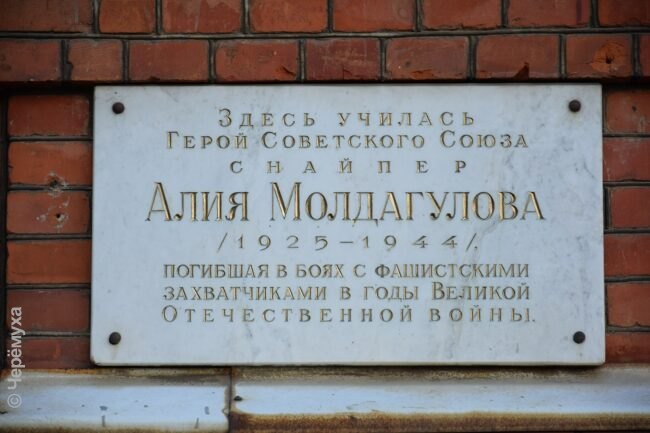 Здесь училась
Герой Советского Союза
снайпер
Алия Молдагулова
/1925-1944/.
погибшая в боях с фашистскими
захватчиками в годы Великой
Отечественной войны.
© Черёмуха